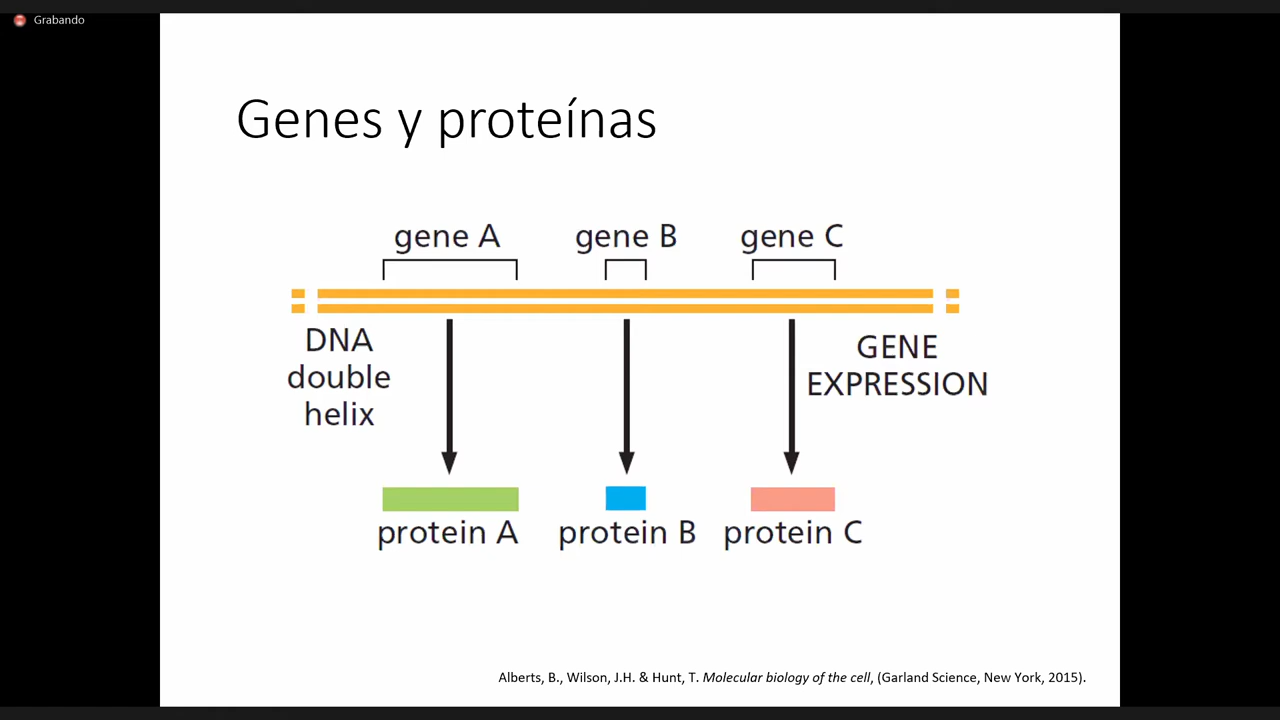 Grabando
Genes y proteínas
gene A gene B gene C
DNA
double
helix
GENE
EXPRESSION
protein A protein B protein C
Alberts, B., Wilson, J.H. & Hunt, T. Molecular biology of the cell, (Garland Science, New York, 2015).